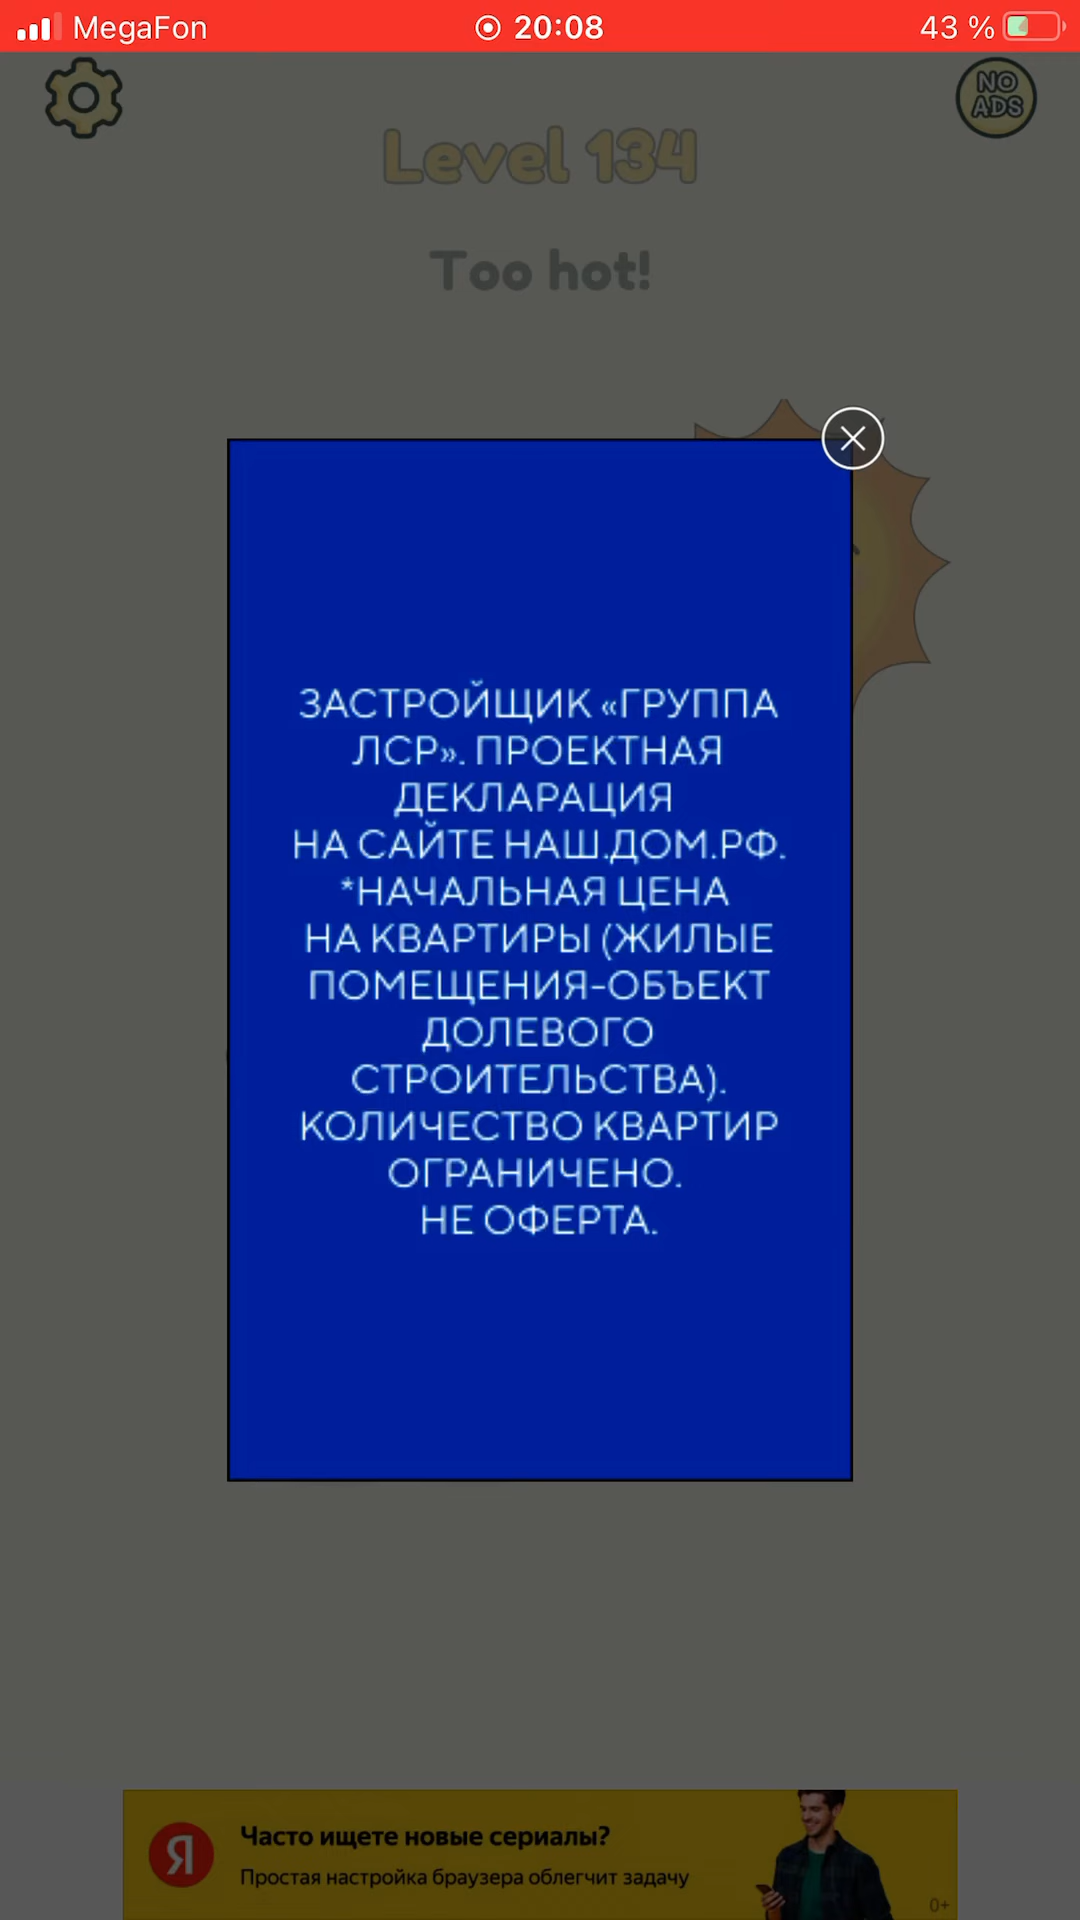 MegaFon 20:08 43 %
NO
ADS
Level 134
Too hot!
ЗАСТРОЙЩИК «ГРУППА
ЛСР». ПРОЕКТНАЯ
ДЕКЛАРАЦИЯ
НА САЙТЕ НАШ.ДОМ.РФ.
*НАЧАЛЬНАЯ ЦЕНА
НА КВАРТИРЫ (ЖИЛЫЕ
ПОМЕЩЕНИЯ-ОБЪЕКТ
ДОЛЕВОГО
СТРОИТЕЛЬСТВА).
КОЛИЧЕСТВО КВАРТИР
ОГРАНИЧЕНО.
НЕ ОФЕРТА.
Я
Часто ищете новые сериалы?
Простая настройка браузера облегчит задачу
0+